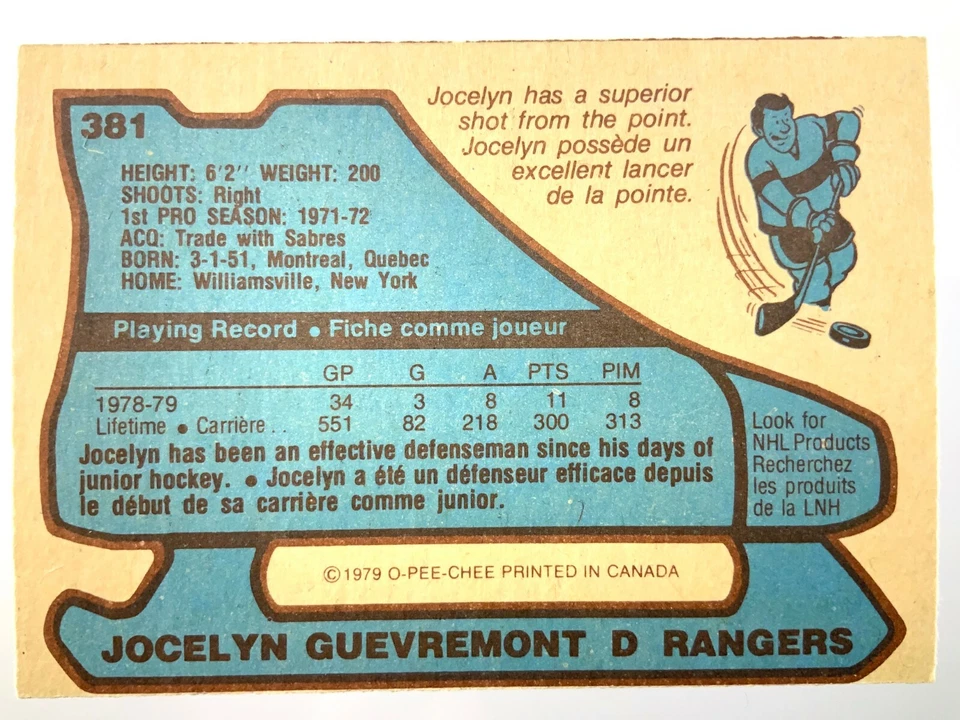 381
Jocelyn has a superior
shot from the point.
Jocelyn possède un
excellent lancer
de la pointe.
HEIGHT: 6'2'' WEIGHT: 200
SHOOTS: Right
1st PRO SEASON: 1971-72
ACQ: Trade with Sabres
BORN: 3-1-51, Montreal, Quebec
HOME: Williamsville, New York
Playing Record • Fiche comme joueur
GP G A PTS PIM
1978-79 34 3 8 11 8
Lifetime • Carrière . . 551 82 218 300 313
Jocelyn has been an effective defenseman since his days of
junior hockey. • Jocelyn a été un défenseur efficace depuis
le début de sa carrière comme junior.
Look for
NHL Products
Recherchez
les produits
de la LNH
©1979 O-PEE-CHEE PRINTED IN CANADA
JOCELYN GUEVREMONT D RANGERS